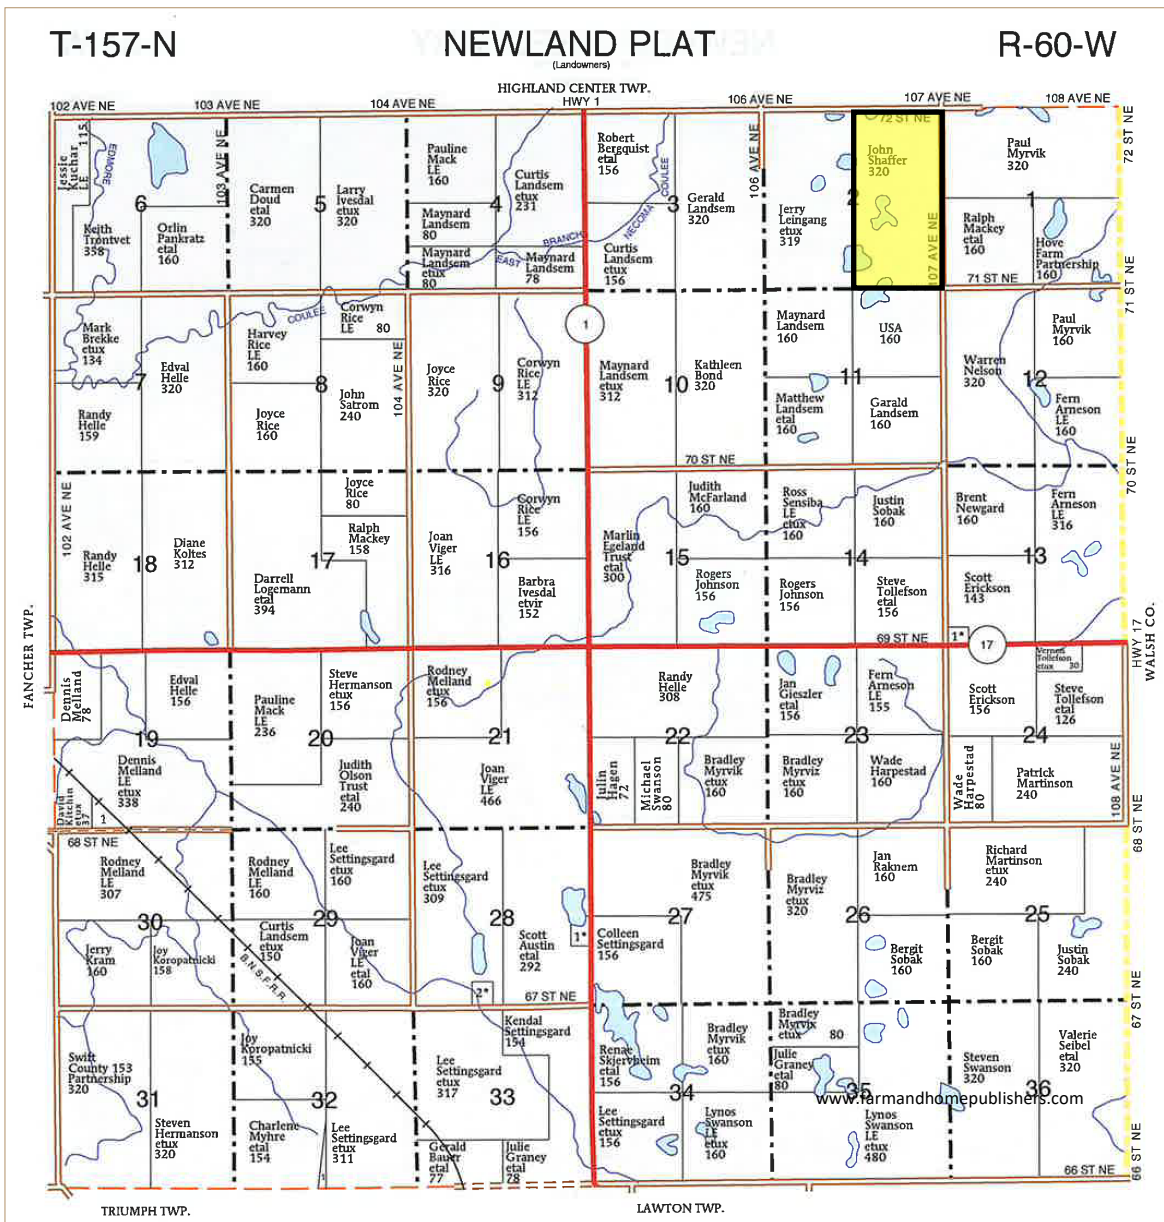 T-157-N
NEWLAND PLAT
R-60-W
(Landowners)
HIGHLAND CENTER TWP.
102 AVE NE
103 AVE NE
104 AVE NE
HWY 1
106 AVE NE
107 AVE NE
108 AVE NE
72 ST NE
72 ST NE
Jessie
Kuchar
LE
115
EDMORE
103 AVE NE
6
Keith
Trontvet
358
Orlin
Pankratz
etal
160
Carmen
Doud
etal
320
5
Larry
Ivesdal
etux
320
Pauline
Mack
LE
160
4
Curtis
Landsem
etux
231
Maynard
Landsem
80
Maynard
Landsem
etux
80
EAST
BRANCH
Maynard
Landsem
78
Robert
Bergquist
etal
156
NECOMA
COULEE
3
Gerald
Landsem
320
Curtis
Landsem
etux
156
106 AVE NE
Jerry
Leingang
etux
319
2
John
Shaffer
320
107 AVE NE
Paul
Myrvik
320
1
Ralph
Mackey
etal
160
Hove
Farm
Partnership
160
71 ST NE
71 ST NE
Mark
Brekke
etux
134
7
Edval
Helle
320
Randy
Helle
159
COULEE
Harvey
Rice
LE
160
Corwyn
Rice
LE
80
8
104 AVE NE
John
Satrom
240
Joyce
Rice
160
Joyce
Rice
320
9
Corwyn
Rice
LE
312
1
Maynard
Landsem
etux
312
10
Kathleen
Bond
320
Maynard
Landsem
160
USA
160
11
Matthew
Landsem
etal
160
Garald
Landsem
160
Warren
Nelson
320
Paul
Myrvik
160
12
Fern
Arneson
LE
160
70 ST NE
70 ST NE
102 AVE NE
Randy
Helle
315
18
Diane
Koltes
312
Joyce
Rice
80
Ralph
Mackey
158
17
Darrell
Logemann
etal
394
Joan
Viger
LE
316
16
Corwyn
Rice
LE
156
Barbra
Ivesdal
etvir
152
Marlin
Egeland
Trust
etal
300
15
Judith
McFarland
160
Rogers
Johnson
156
Ross
Sensiba
LE
etux
160
14
Justin
Sobak
160
Rogers
Johnson
156
Steve
Tollefson
etal
156
Brent
Newgard
160
Fern
Arneson
LE
316
13
Scott
Erickson
143
69 ST NE
1*
17
HWY 17
WALSH CO.
FANCHER TWP.
Dennis
Melland
78
Edval
Helle
156
19
Dennis
Melland
LE
etux
338
David
Kitchin
etux
37
1
Pauline
Mack
LE
236
Steve
Hermanson
etux
156
20
Judith
Olson
Trust
etal
240
Rodney
Melland
etux
156
21
Joan
Viger
LE
466
Randy
Helle
308
22
Julin
Hagen
72
Michael
Swanson
80
Bradley
Myrvik
etux
160
Jan
Gieszler
etal
156
Fern
Arneson
LE
155
23
Bradley
Myrviz
etux
160
Wade
Harpestad
160
Vernon
Tollefson
etux
30
Scott
Erickson
156
Steve
Tollefson
etal
126
24
Wade
Harpestad
80
Patrick
Martinson
240
108 AVE NE
68 ST NE
68 ST NE
Rodney
Melland
LE
307
30
Jerry
Kram
160
Joy
Koropatnicki
158
Rodney
Melland
LE
160
Lee
Settingsgard
etux
160
29
Curtis
Landsem
etux
150
Joan
Viger
LE
etal
160
B.N.S.F.R.R.
Lee
Settingsgard
etux
309
28
Scott
Austin
etal
292
1*
2*
67 ST NE
Bradley
Myrvik
etux
475
27
Colleen
Settingsgard
156
Bradley
Myrviz
etux
320
Jan
Raknem
160
26
Bergit
Sobak
160
Richard
Martinson
etux
240
25
Bergit
Sobak
160
Justin
Sobak
240
67 ST NE
Swift
County 153
Partnership
320
31
Steven
Hermanson
etux
320
Joy
Koropatnicki
155
32
Charlene
Myhre
etal
154
Lee
Settingsgard
etux
311
1
Kendal
Settingsgard
154
Lee
Settingsgard
etux
317
33
Gerald
Bauer
etal
77
Julie
Graney
etal
78
Renae
Skjervheim
etal
156
Bradley
Myrvik
etux
160
34
Lee
Settingsgard
etux
156
Lynos
Swanson
LE
etux
160
Bradley
Myrvix
etux
80
Julie
Graney
etal
80
35
Lynos
Swanson
LE
etux
480
Steven
Swanson
320
Valerie
Seibel
etal
320
36
www.farmandhomepublishers.com
66 ST NE
66 ST NE
TRIUMPH TWP.
LAWTON TWP.